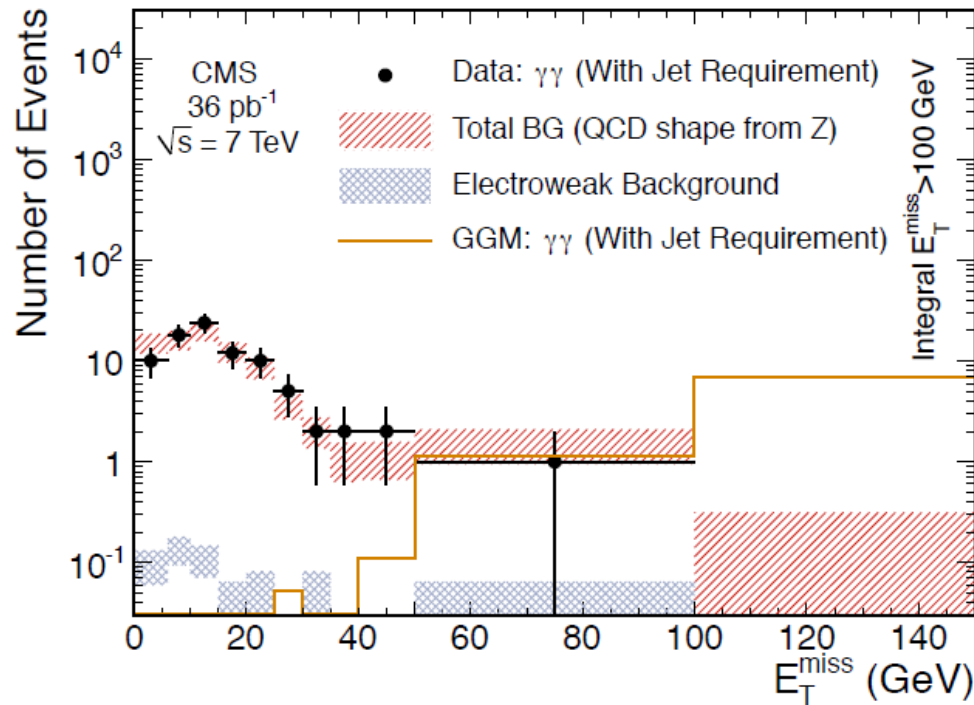 Number of Events
10⁴
10³
10²
10
1
10⁻¹
CMS
36 pb⁻¹
√s = 7 TeV
Data: γγ (With Jet Requirement)
Total BG (QCD shape from Z)
Electroweak Background
GGM: γγ (With Jet Requirement)
Integral E_T^miss>100 GeV
0 20 40 60 80 100 120 140
E_T^miss (GeV)